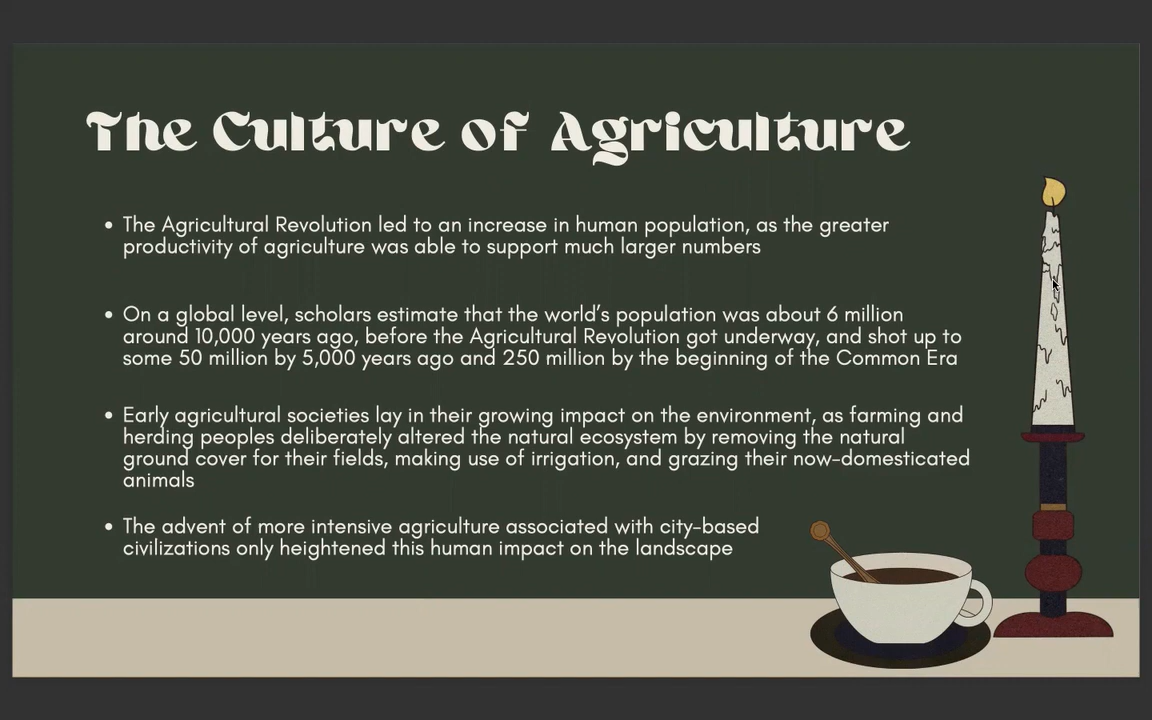 The Culture of Agriculture
• The Agricultural Revolution led to an increase in human population, as the greater
productivity of agriculture was able to support much larger numbers
• On a global level, scholars estimate that the world’s population was about 6 million
around 10,000 years ago, before the Agricultural Revolution got underway, and shot up to
some 50 million by 5,000 years ago and 250 million by the beginning of the Common Era
• Early agricultural societies lay in their growing impact on the environment, as farming and
herding peoples deliberately altered the natural ecosystem by removing the natural
ground cover for their fields, making use of irrigation, and grazing their now-domesticated
animals
• The advent of more intensive agriculture associated with city-based
civilizations only heightened this human impact on the landscape